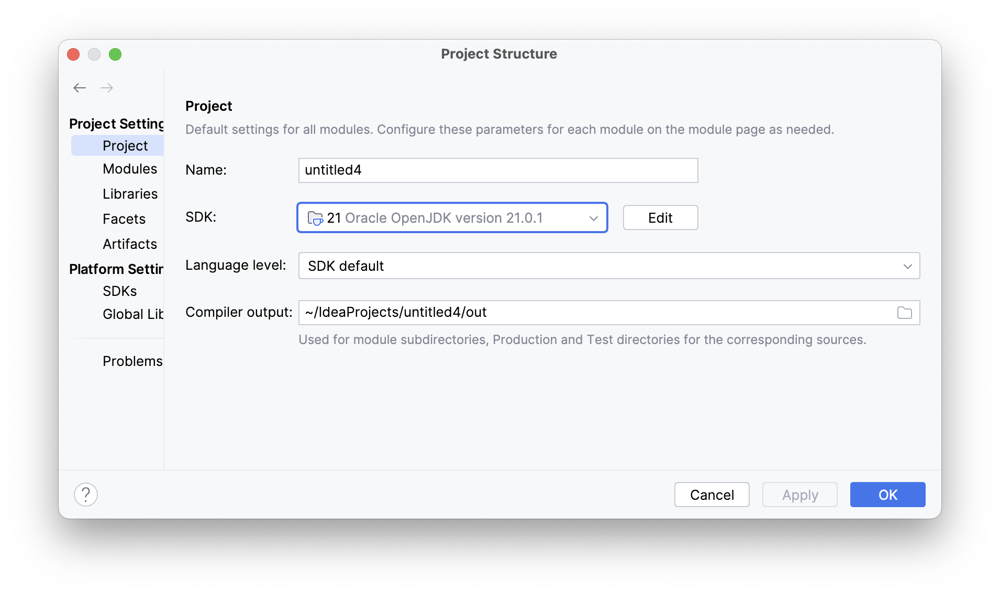 Project Structure
Project Setting
Project
Modules
Libraries
Facets
Artifacts
Platform Settin
SDKs
Global Lib
Problems
Project
Default settings for all modules. Configure these parameters for each module on the module page as needed.
Name: untitled4
SDK: 21 Oracle OpenJDK version 21.0.1 Edit
Language level: SDK default
Compiler output: ~/IdeaProjects/untitled4/out
Used for module subdirectories, Production and Test directories for the corresponding sources.
? Cancel Apply OK